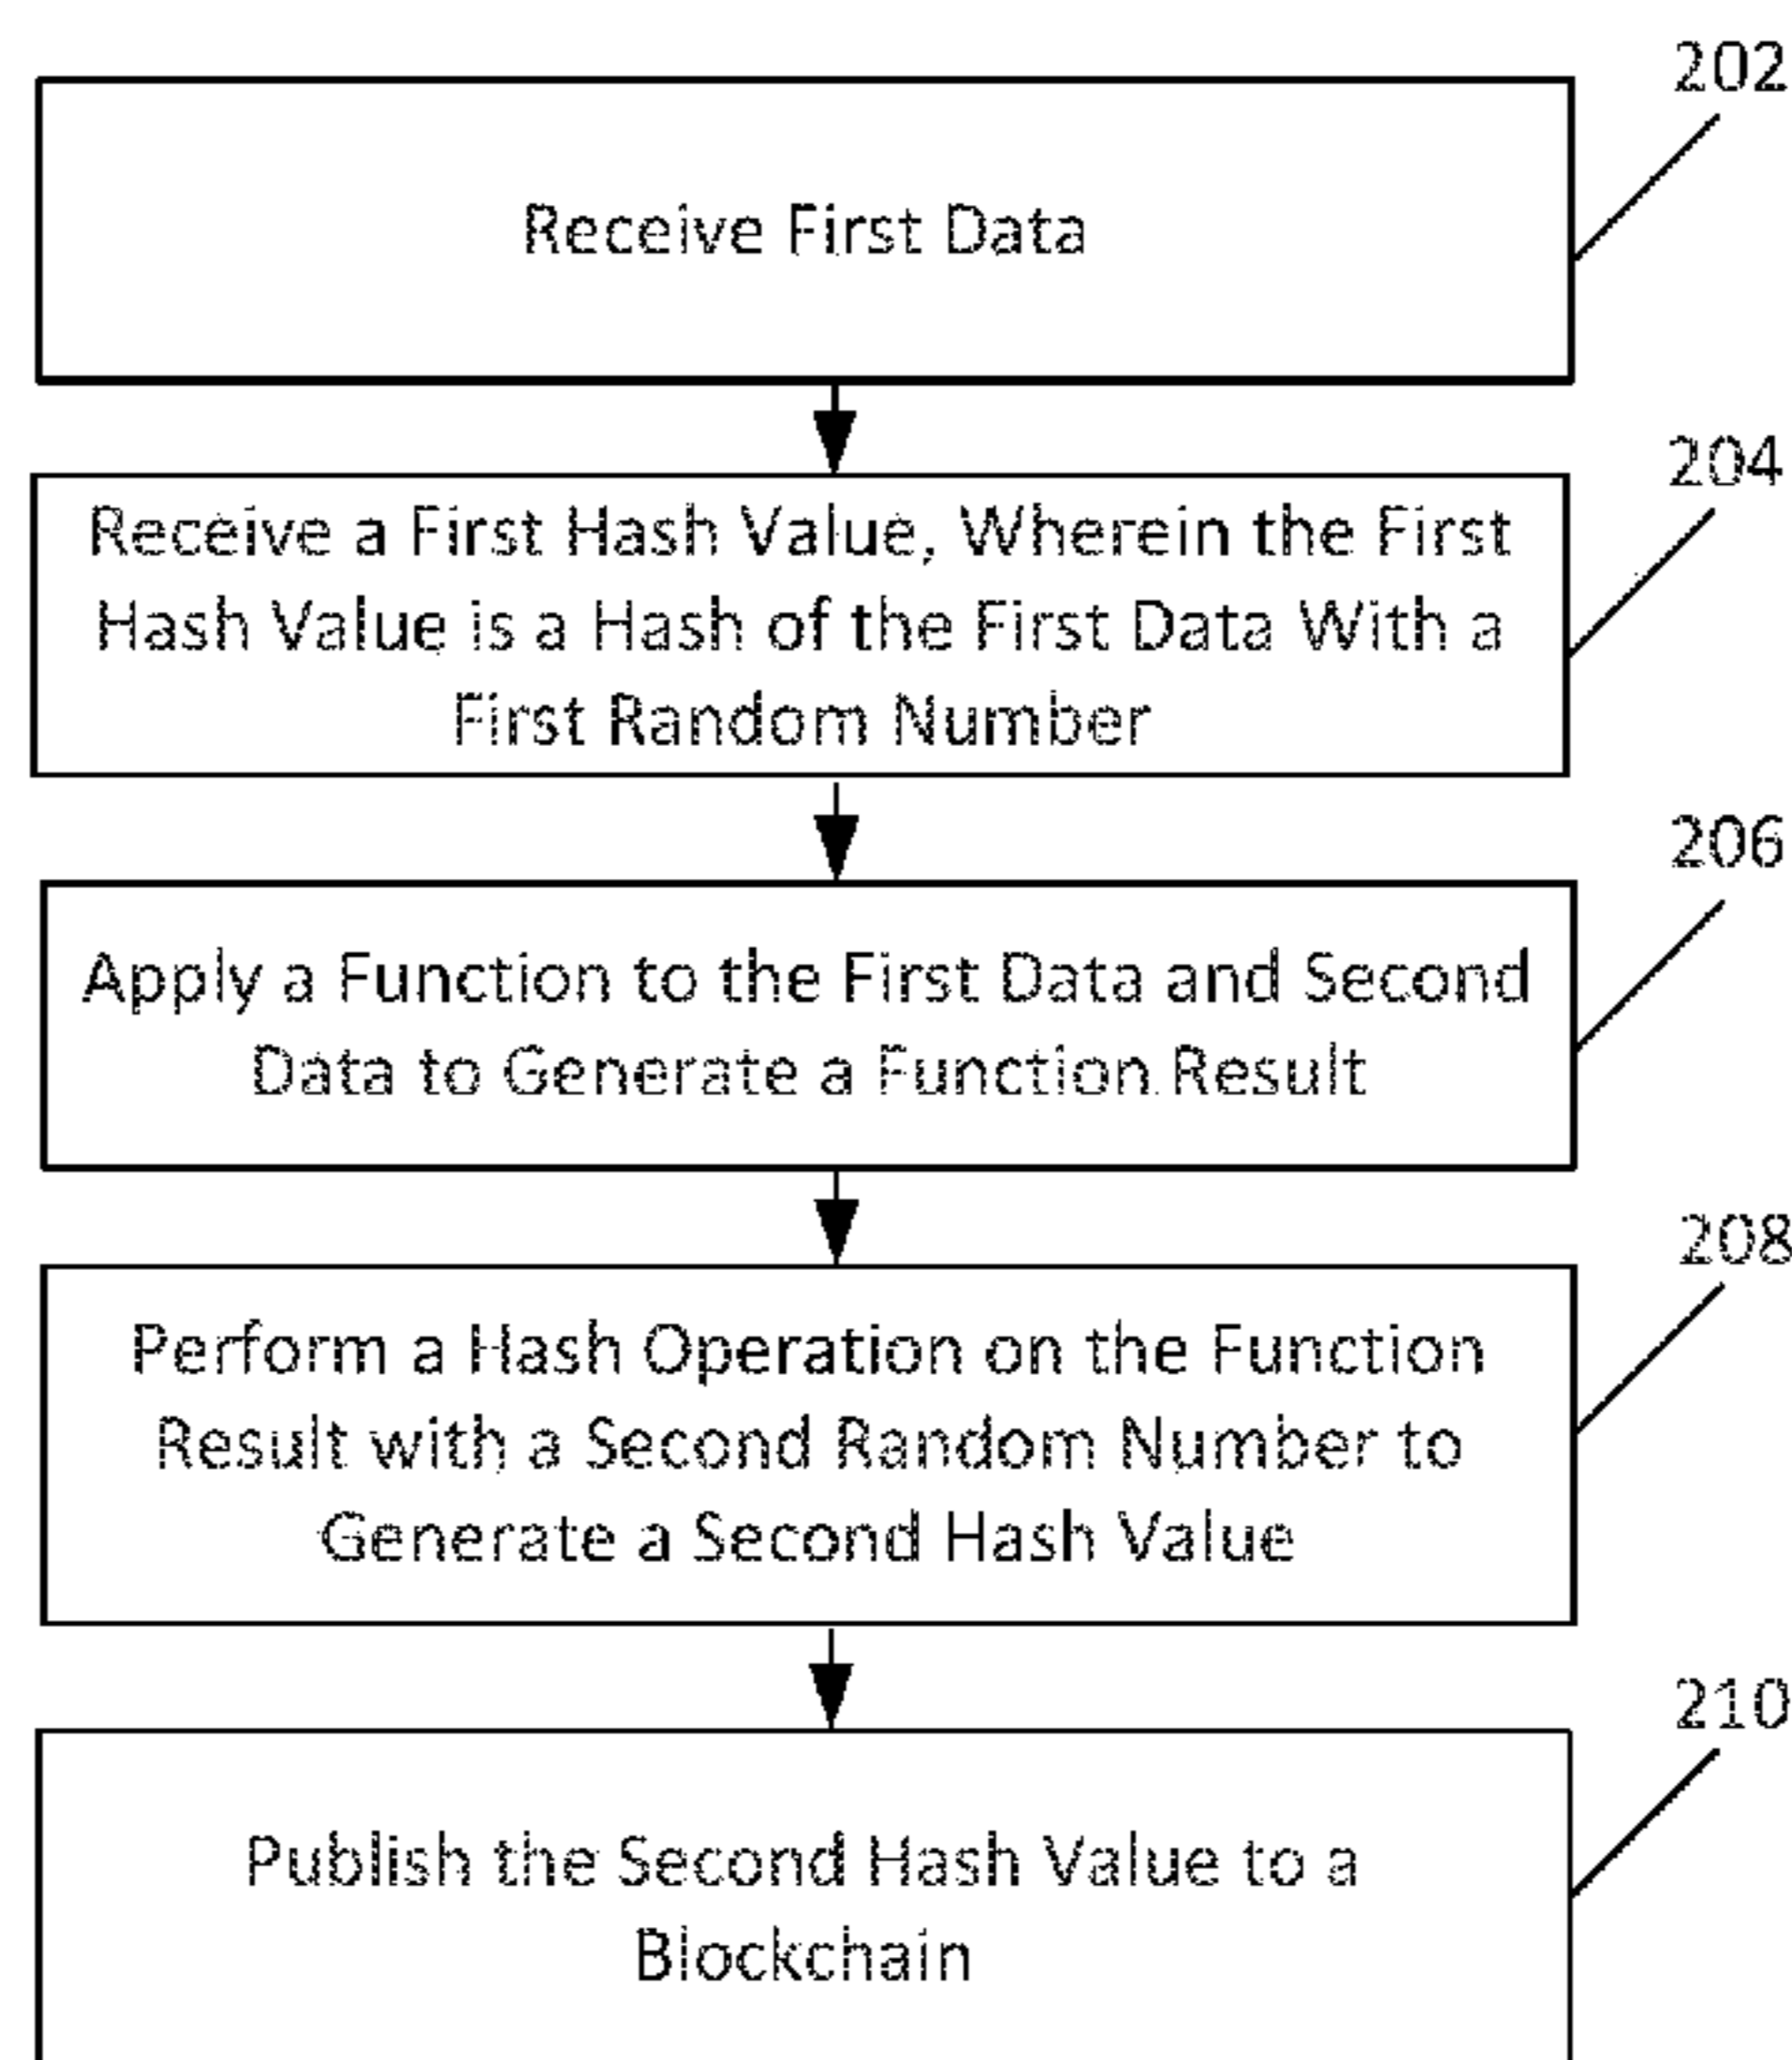 202
Receive First Data
204
Receive a First Hash Value, Wherein the First
Hash Value is a Hash of the First Data With a
First Random Number
206
Apply a Function to the First Data and Second
Data to Generate a Function Result
208
Perform a Hash Operation on the Function
Result with a Second Random Number to
Generate a Second Hash Value
210
Publish the Second Hash Value to a
Blockchain